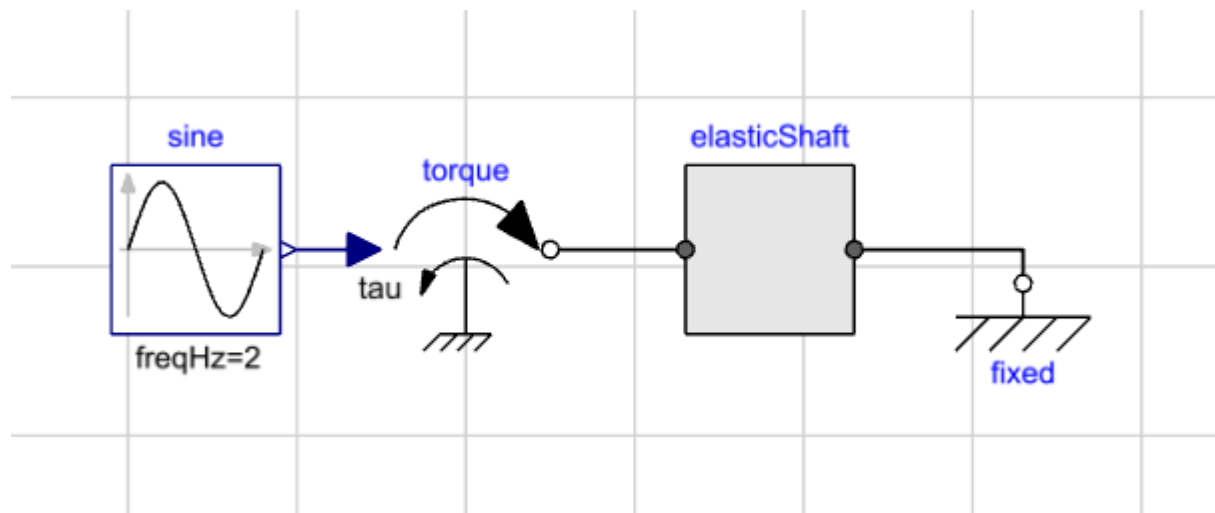 sine
elasticShaft
torque
tau
freqHz=2
fixed